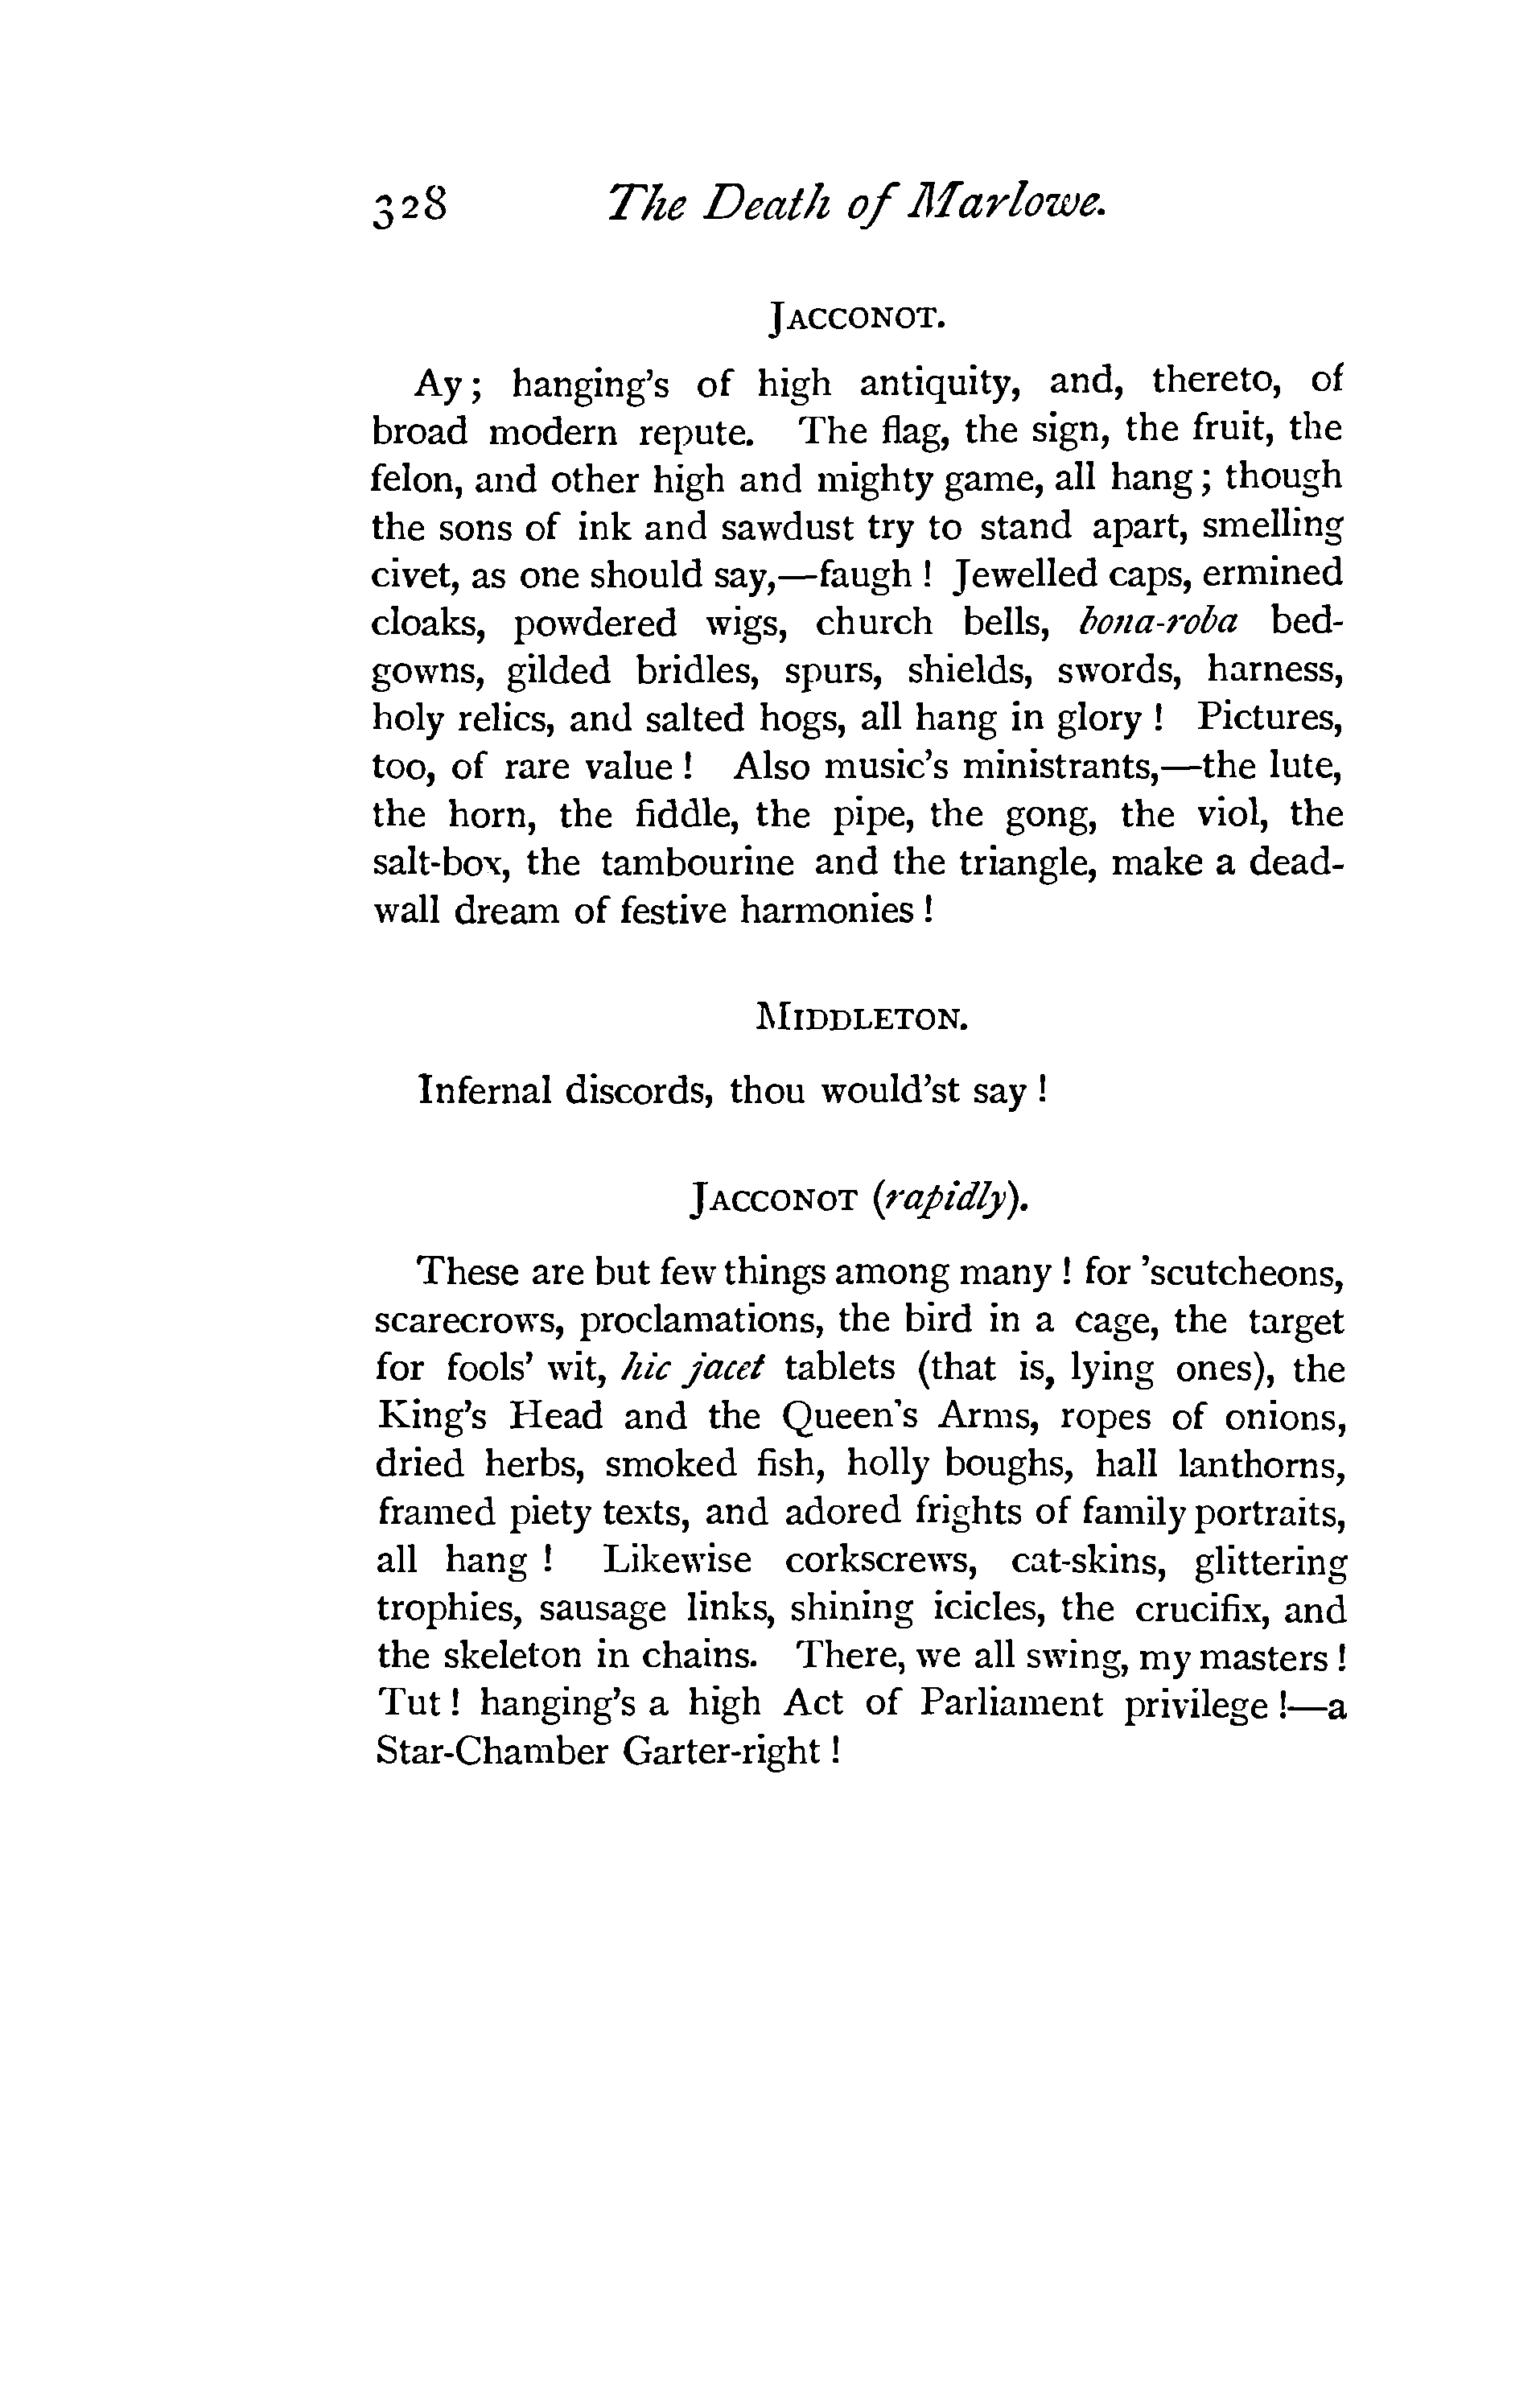 328 The Death of Marlowe.
JACCONOT.
Ay; hanging's of high antiquity, and, thereto, of
broad modern repute. The flag, the sign, the fruit, the
felon, and other high and mighty game, all hang; though
the sons of ink and sawdust try to stand apart, smelling
civet, as one should say,—faugh! Jewelled caps, ermined
cloaks, powdered wigs, church bells, bona-roba bed-
gowns, gilded bridles, spurs, shields, swords, harness,
holy relics, and salted hogs, all hang in glory! Pictures,
too, of rare value! Also music's ministrants,—the lute,
the horn, the fiddle, the pipe, the gong, the viol, the
salt-box, the tambourine and the triangle, make a dead-
wall dream of festive harmonies!
MIDDLETON.
Infernal discords, thou would'st say!
JACCONOT (rapidly).
These are but few things among many! for 'scutcheons,
scarecrows, proclamations, the bird in a cage, the target
for fools' wit, hic jacet tablets (that is, lying ones), the
King's Head and the Queen's Arms, ropes of onions,
dried herbs, smoked fish, holly boughs, hall lanthorns,
framed piety texts, and adored frights of family portraits,
all hang! Likewise corkscrews, cat-skins, glittering
trophies, sausage links, shining icicles, the crucifix, and
the skeleton in chains. There, we all swing, my masters!
Tut! hanging's a high Act of Parliament privilege!—a
Star-Chamber Garter-right!